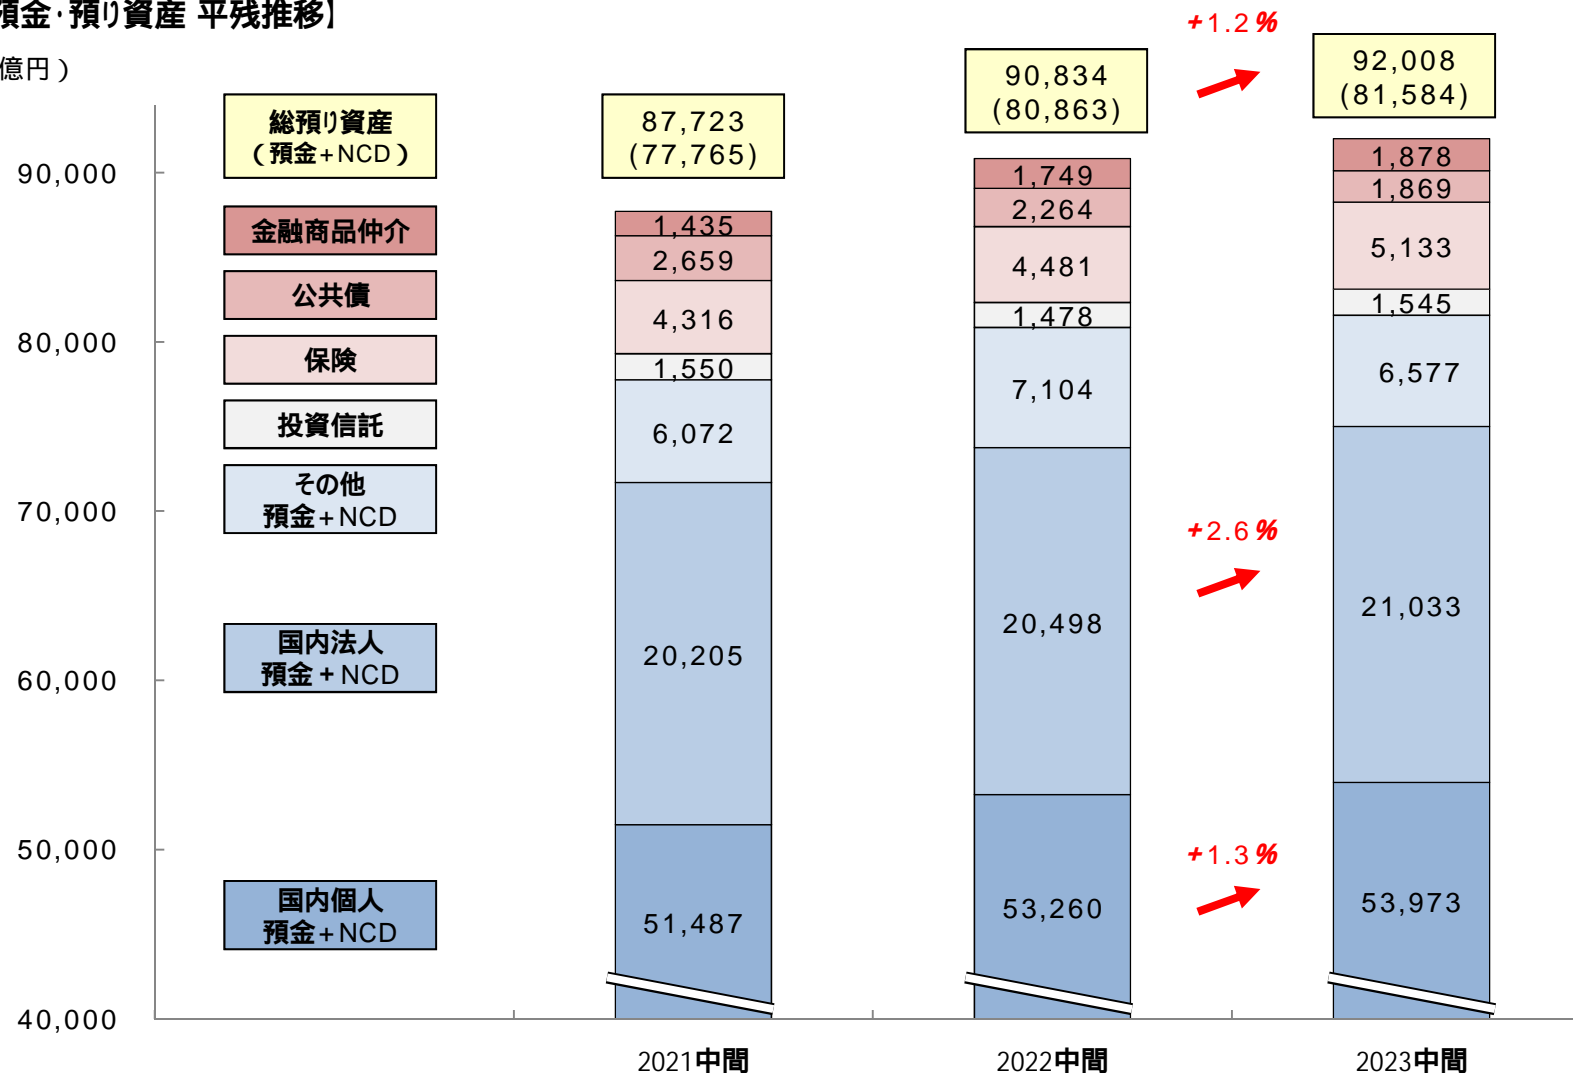 預金･預り資産 平残推移】
億円）
+1.2%
90,834
(80,863)
92,008
(81,584)
総預り資産
（預金+NCD）
87,723
(77,765)
90,000
80,000
70,000
60,000
50,000
40,000
金融商品仲介
公共債
保険
投資信託
その他
預金+NCD
国内法人
預金+NCD
国内個人
預金+NCD
1,435
2,659
4,316
1,550
6,072
20,205
51,487
1,749
2,264
4,481
1,478
7,104
20,498
53,260
+2.6%
+1.3%
1,878
1,869
5,133
1,545
6,577
21,033
53,973
2021中間
2022中間
2023中間